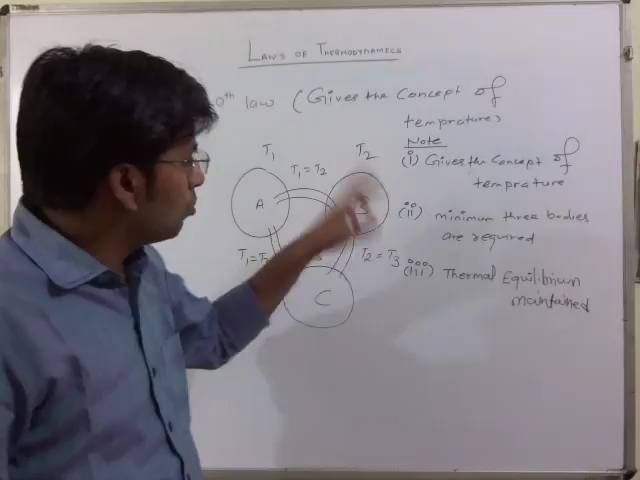 LAWS OF THERMODYNAMICS
0th law (Gives the Concept of
temprature)
T1
T2
T1 = T2
A
B
C
T2 = T3
Note
(i) Gives the Concept of
temprature
(ii) minimum three bodies
are required
(iii) Thermal Equilibrium
maintained